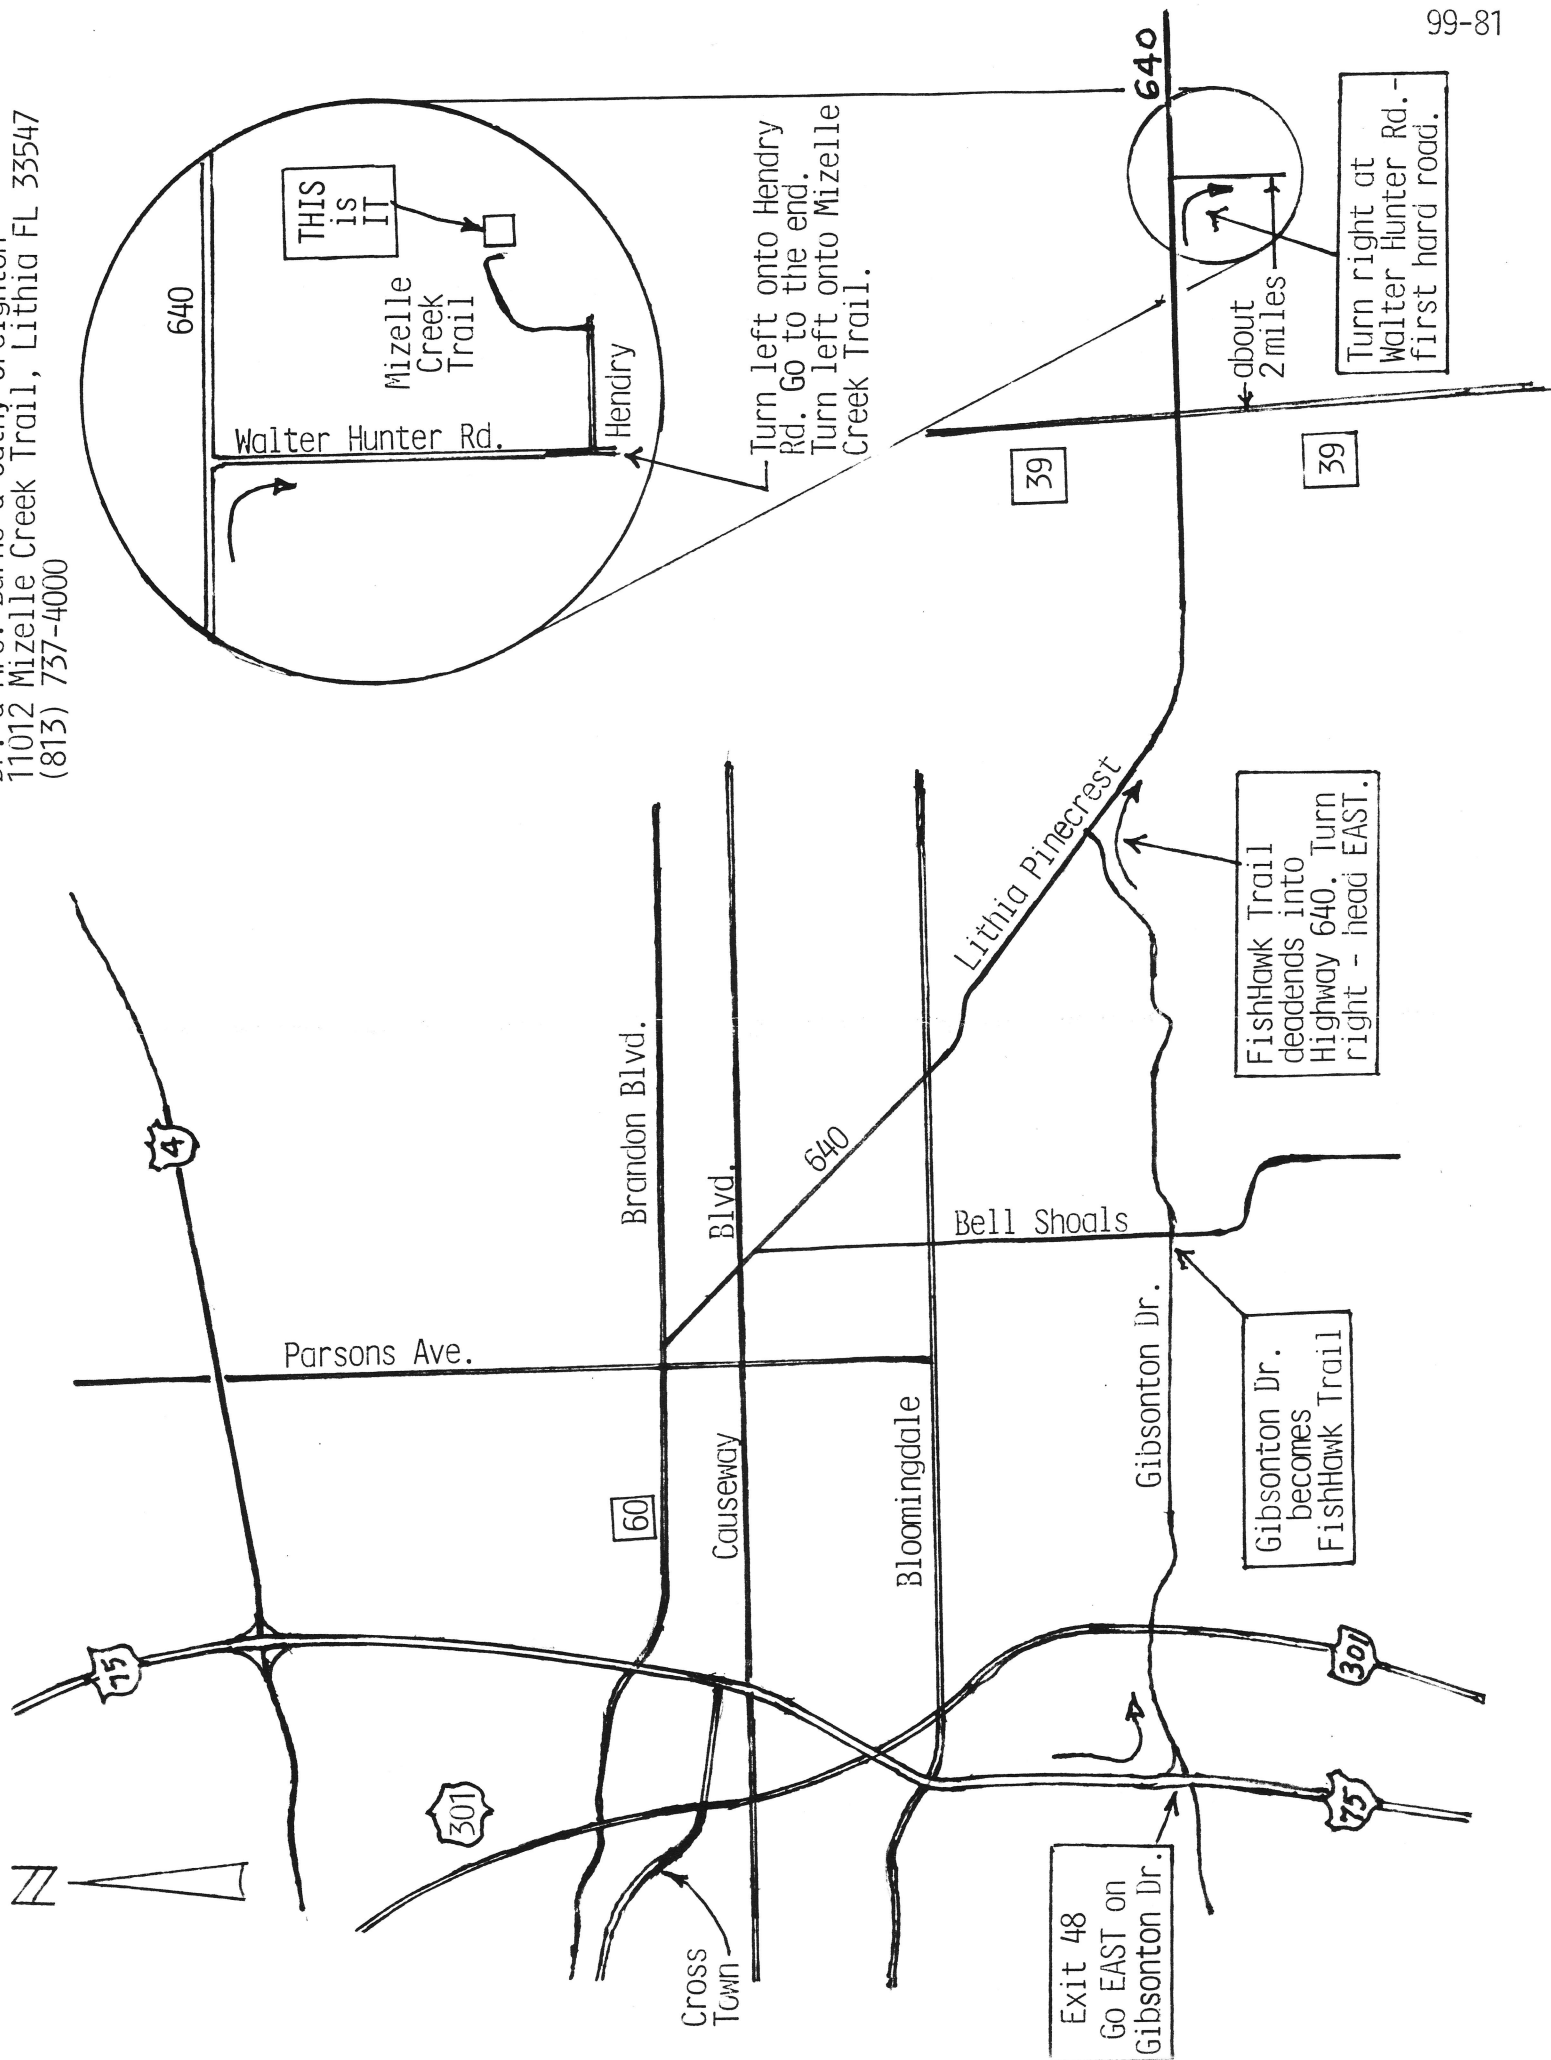 11012 Mizelle Creek Trail, Lithia FL 33547
(813) 737-4000
99-81
N
4
75
301
Parsons Ave.
60
Brandon Blvd.
Causeway
Blvd.
Cross
Town
Bloomingdale
640
Lithia Pinecrest
Bell Shoals
Gibsonton Dr.
75
301
Exit 48
Go EAST on
Gibsonton Dr.
Gibsonton Dr.
becomes
FishHawk Trail
FishHawk Trail
deadends into
Highway 640. Turn
right - head EAST.
39
39
about
2miles
640
Turn right at
Walter Hunter Rd.-
first hard road.
640
Walter Hunter Rd.
THIS
is
IT
Mizelle
Creek
Trail
Hendry
Turn left onto Hendry
Rd. Go to the end.
Turn left onto Mizelle
Creek Trail.